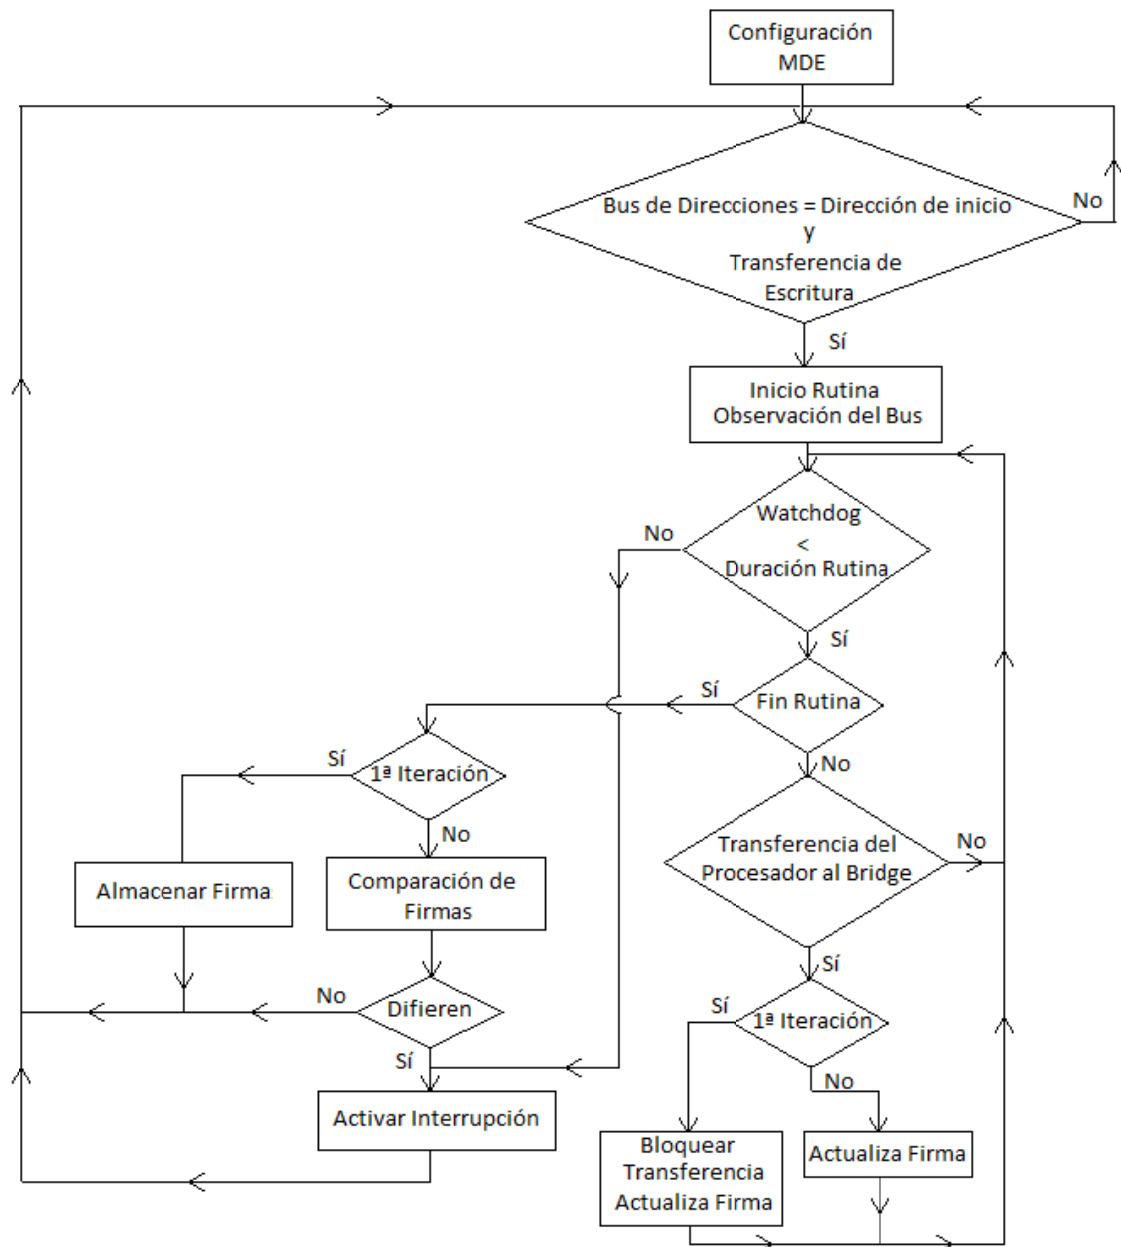 Configuración
MDE
Bus de Direcciones = Dirección de inicio
y
Transferencia de
Escritura
No
Sí
Inicio Rutina
Observación del Bus
Watchdog
<
Duración Rutina
No
Sí
Fin Rutina
Sí
No
1ª Iteración
Sí
No
Transferencia del
Procesador al Bridge
No
Sí
Almacenar Firma
Comparación de
Firmas
Difieren
No
Sí
1ª Iteración
Sí
No
Activar Interrupción
Bloquear
Transferencia
Actualiza Firma
Actualiza Firma